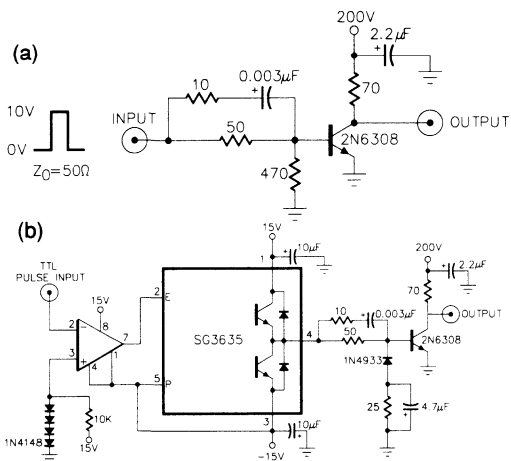 (a)
200V
2.2µF
+
10
0.003µF
+
70
10V
0V
Z0=50Ω
INPUT
50
470
2N6308
OUTPUT
(b)
TTL
PULSE INPUT
15V
10µF
+
1
200V
2.2µF
+
70
OUTPUT
15V
2
8
7
2
E
SG3635
4
10
0.003µF
+
50
2N6308
3
+
4
1
5
P
1N4933
25
4.7µF
+
1N4148
10K
15V
3
10µF
+
-15V